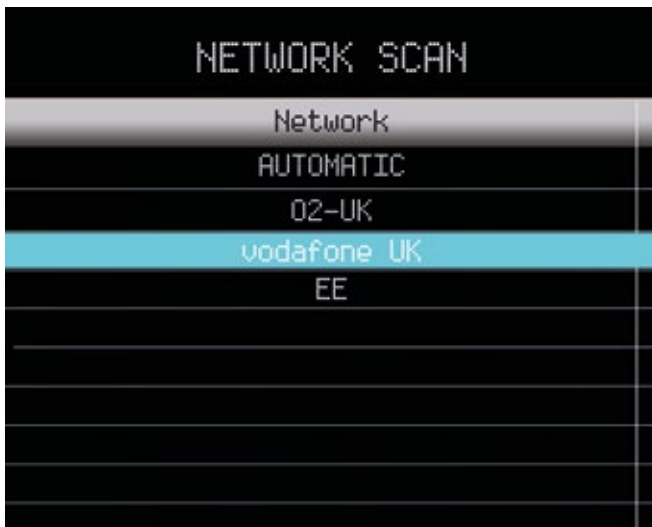 NETWORK SCAN
Network
AUTOMATIC
O2-UK
vodafone UK
EE